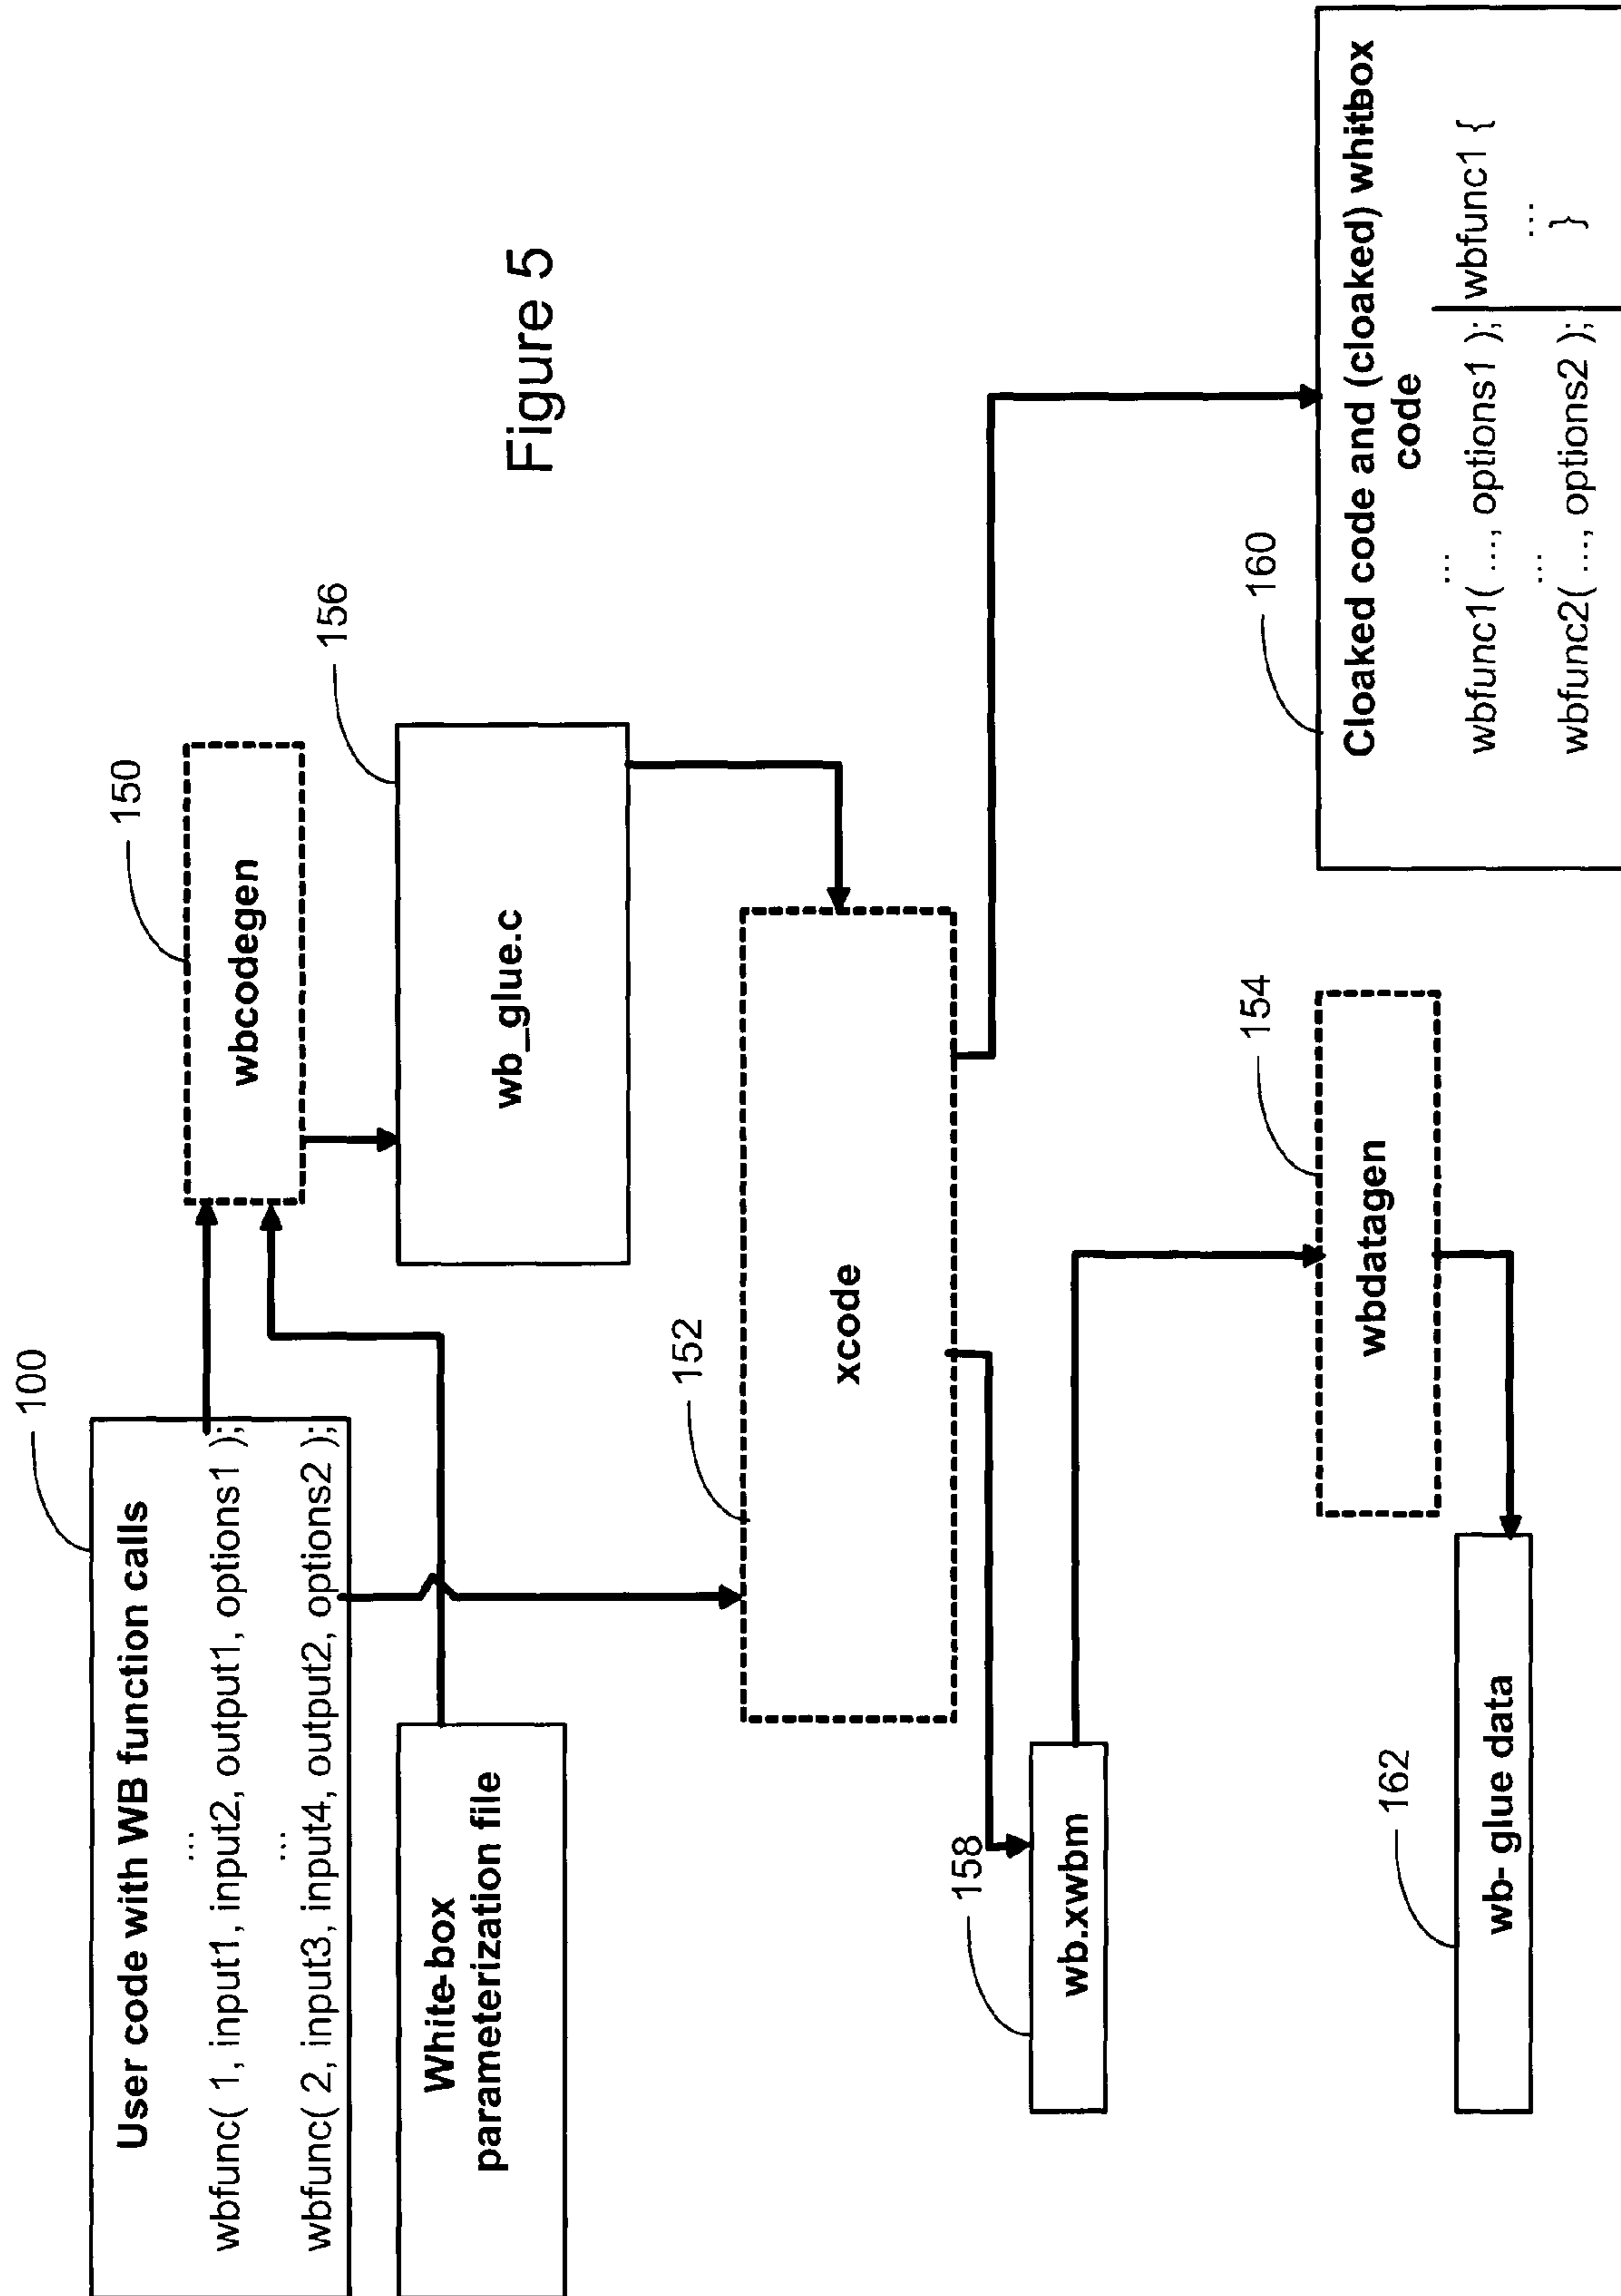 100
User code with WB function calls
...
wbfunc( 1, input1, input2, output1, options1 );
...
wbfunc( 2, input3, input4, output2, options2 );
150
wbcodegen
White-box
parameterization file
156
wb_glue.c
Figure 5
152
xcode
158
wb.xwbm
154
wbdatagen
162
wb- glue data
160
Cloaked code and (cloaked) whitbox
code
...
wbfunc1( ..., options1 );
...
wbfunc2( ..., options2 );
wbfunc1 {
...
}